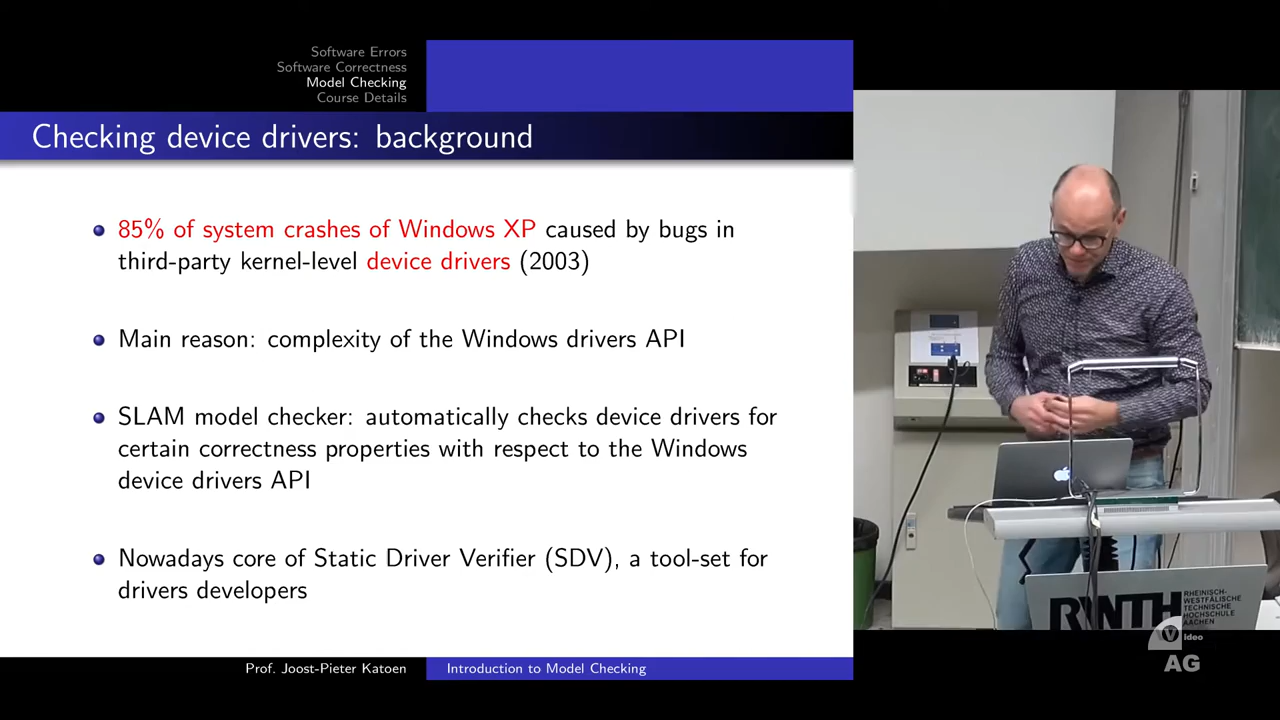 Software Errors
Software Correctness
Model Checking
Course Details
Checking device drivers: background
85% of system crashes of Windows XP caused by bugs in
third-party kernel-level device drivers (2003)
Main reason: complexity of the Windows drivers API
SLAM model checker: automatically checks device drivers for
certain correctness properties with respect to the Windows
device drivers API
Nowadays core of Static Driver Verifier (SDV), a tool-set for
drivers developers
Prof. Joost-Pieter Katoen
Introduction to Model Checking
RWTH
RHEINISCH-
WESTFÄLISCHE
TECHNISCHE
HOCHSCHULE
AACHEN
Video
AG